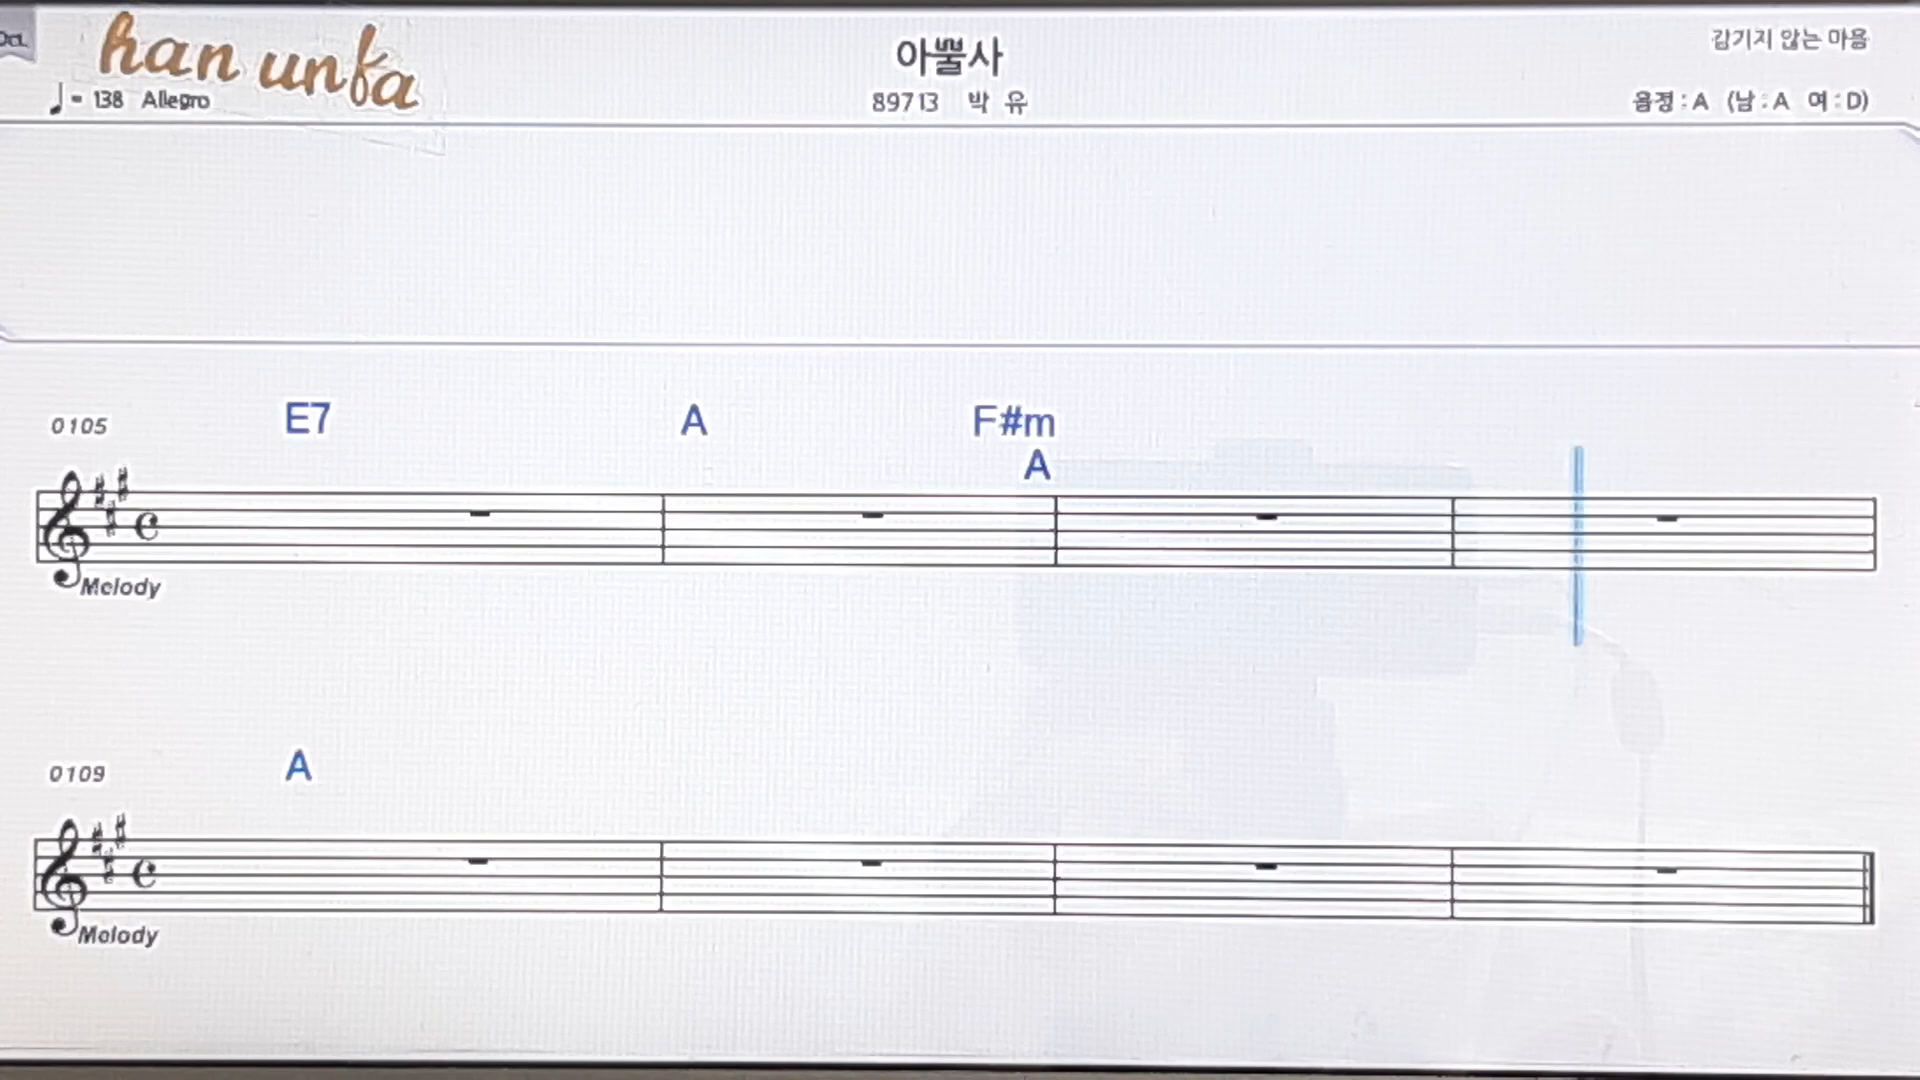 han unfa
아뿔사
감기지 않는 마음
♩= 138 Allegro
89713 박 유
음정 : A (남 : A 여 : D)
0105 E7 A F#m
A
Melody
0109 A
Melody